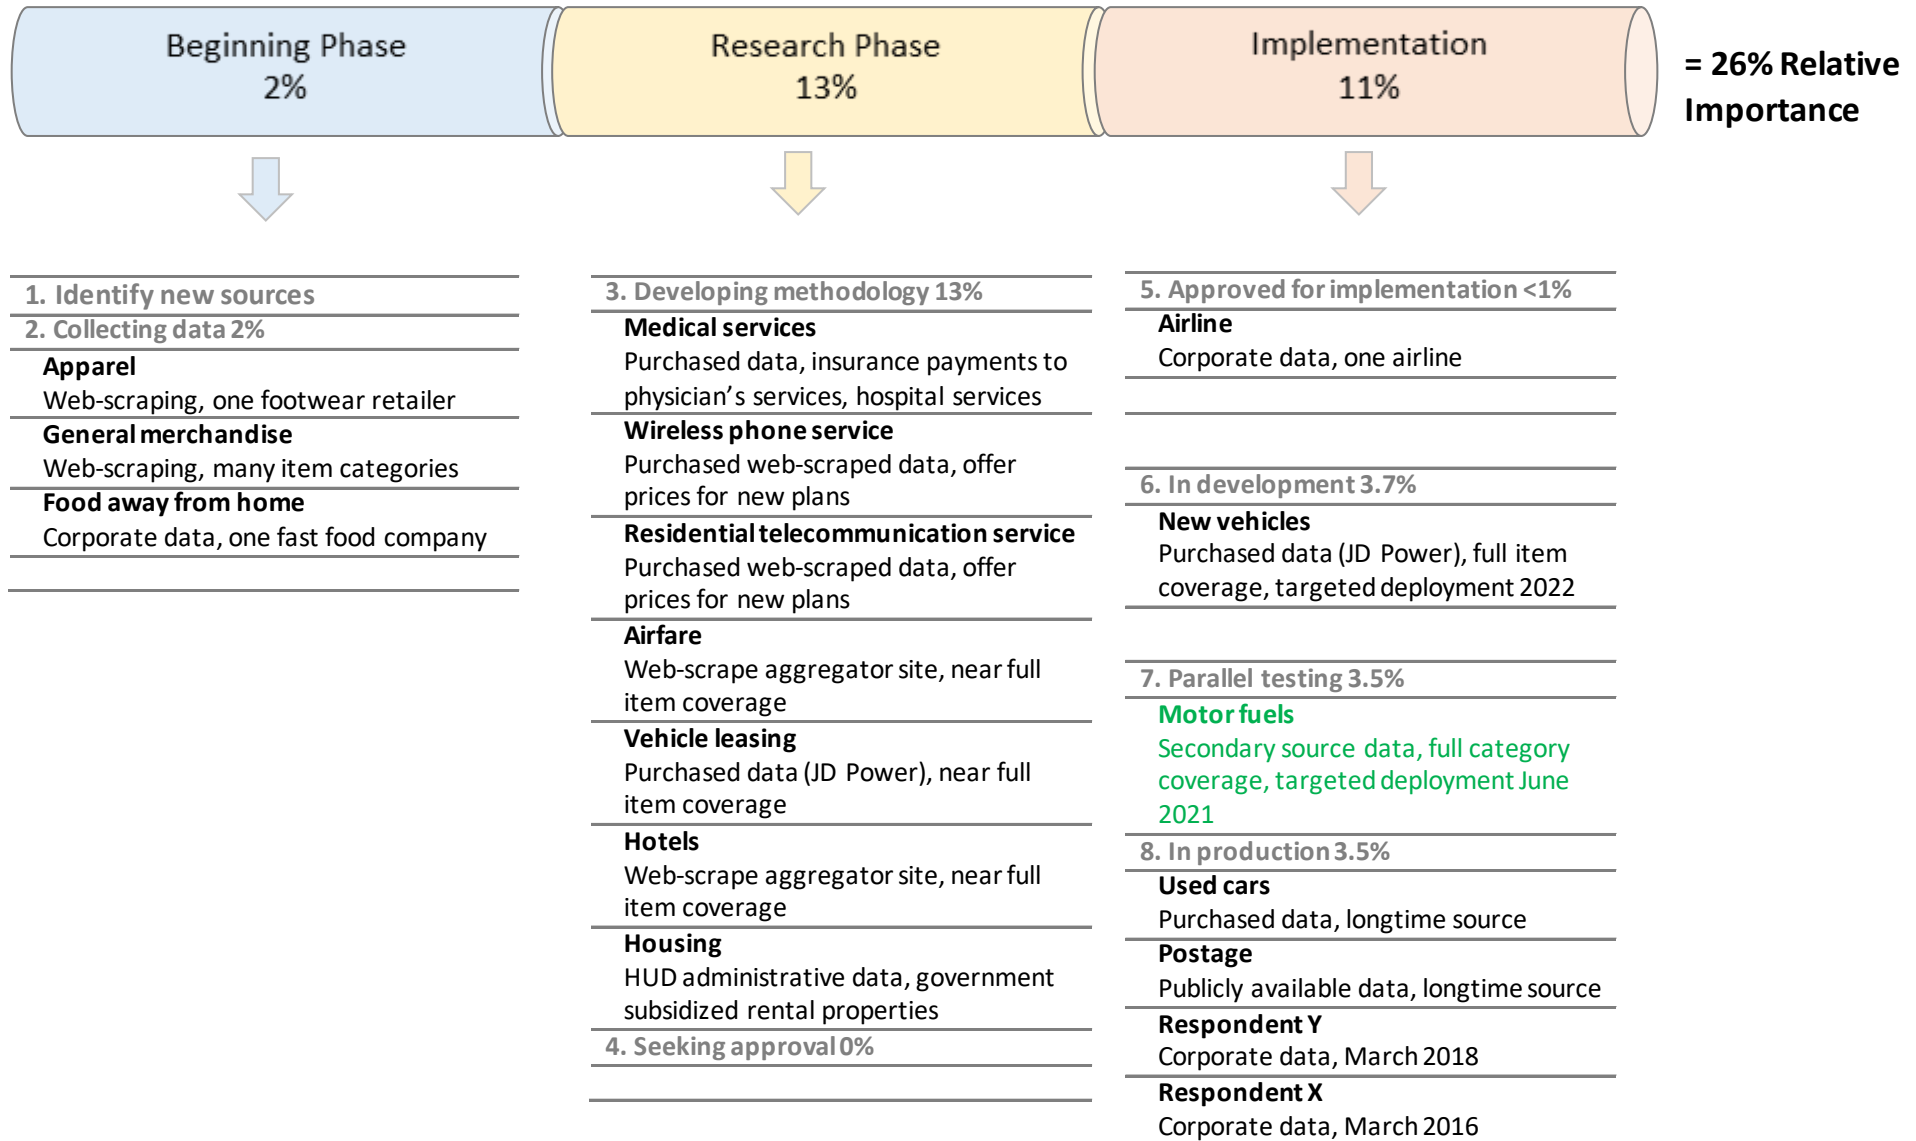 Beginning Phase
2%
Research Phase
13%
Implementation
11%
= 26% Relative
Importance
1. Identify new sources
2. Collecting data 2%
Apparel
Web-scraping, one footwear retailer
General merchandise
Web-scraping, many item categories
Food away from home
Corporate data, one fast food company
3. Developing methodology 13%
Medical services
Purchased data, insurance payments to
physician’s services, hospital services
Wireless phone service
Purchased web-scraped data, offer
prices for new plans
Residential telecommunication service
Purchased web-scraped data, offer
prices for new plans
Airfare
Web-scrape aggregator site, near full
item coverage
Vehicle leasing
Purchased data (JD Power), near full
item coverage
Hotels
Web-scrape aggregator site, near full
item coverage
Housing
HUD administrative data, government
subsidized rental properties
4. Seeking approval 0%
5. Approved for implementation <1%
Airline
Corporate data, one airline
6. In development 3.7%
New vehicles
Purchased data (JD Power), full item
coverage, targeted deployment 2022
7. Parallel testing 3.5%
Motor fuels
Secondary source data, full category
coverage, targeted deployment June
2021
8. In production 3.5%
Used cars
Purchased data, longtime source
Postage
Publicly available data, longtime source
Respondent Y
Corporate data, March 2018
Respondent X
Corporate data, March 2016